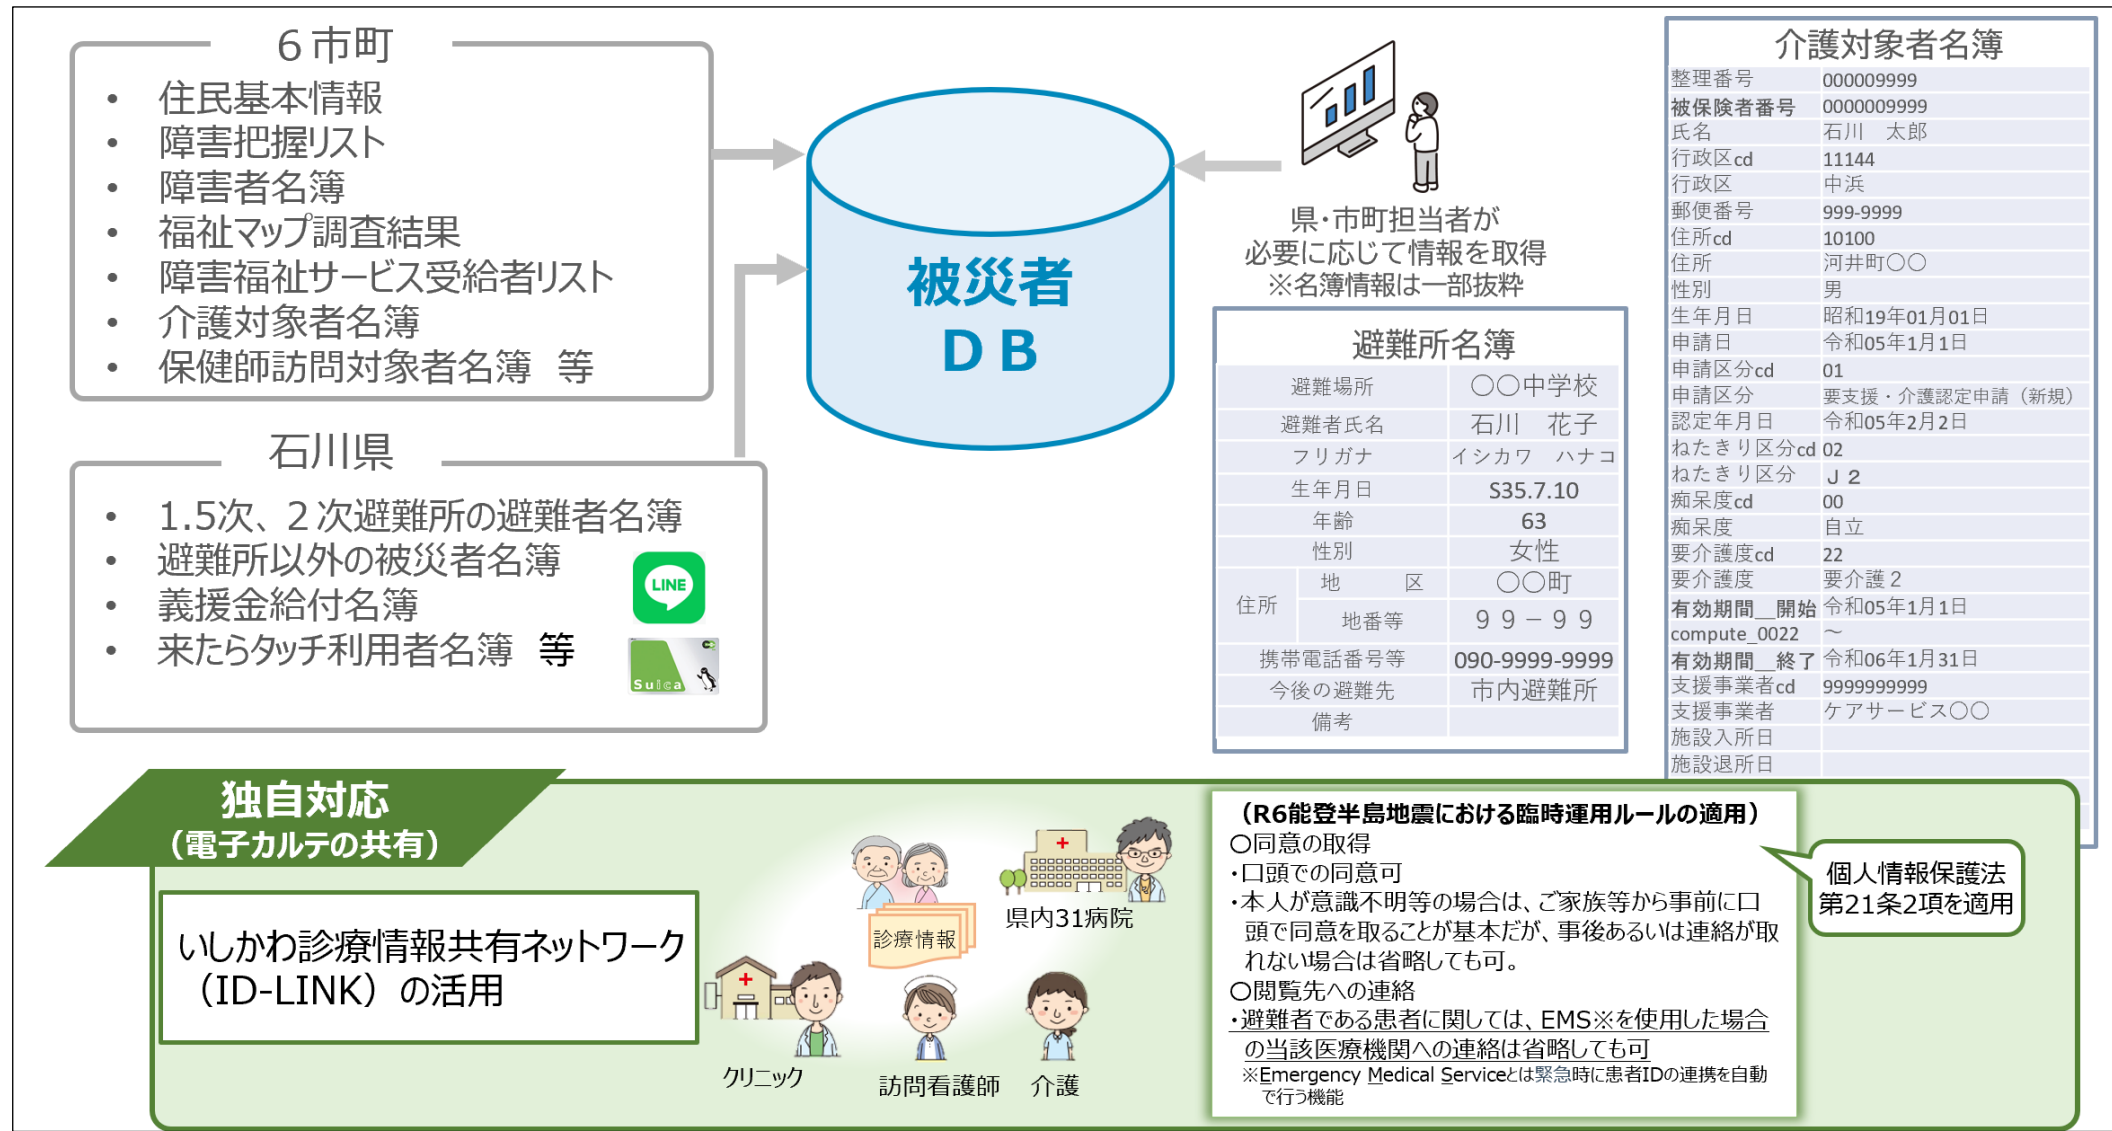 ６市町
• 住民基本情報
• 障害把握リスト
• 障害者名簿
• 福祉マップ調査結果
• 障害福祉サービス受給者リスト
• 介護対象者名簿
• 保健師訪問対象者名簿　等
石川県
• 1.5次、２次避難所の避難者名簿
• 避難所以外の被災者名簿
• 義援金給付名簿
• 来たらタッチ利用者名簿　等
LINE
Suica
被災者
ＤＢ
県・市町担当者が
必要に応じて情報を取得
※名簿情報は一部抜粋
避難所名簿
避難場所 〇〇中学校
避難者氏名 石川　花子
フリガナ イシカワ　ハナコ
生年月日 S35.7.10
年齢 63
性別 女性
住所 地　　区 〇〇町
地番等 ９９－９９
携帯電話番号等 090-9999-9999
今後の避難先 市内避難所
備考
介護対象者名簿
整理番号 000009999
被保険者番号 0000009999
氏名 石川　太郎
行政区cd 11144
行政区 中浜
郵便番号 999-9999
住所cd 10100
住所 河井町〇〇
性別 男
生年月日 昭和19年01月01日
申請日 令和05年1月1日
申請区分cd 01
申請区分 要支援・介護認定申請（新規）
認定年月日 令和05年2月2日
ねたきり区分cd 02
ねたきり区分 Ｊ２
痴呆度cd 00
痴呆度 自立
要介護度cd 22
要介護度 要介護２
有効期間__開始 令和05年1月1日
compute_0022 ～
有効期間__終了 令和06年1月31日
支援事業者cd 9999999999
支援事業者 ケアサービス〇〇
施設入所日
施設退所日
独自対応
（電子カルテの共有）
いしかわ診療情報共有ネットワーク
（ID-LINK）の活用
診療情報
県内31病院
クリニック
訪問看護師
介護
（R6能登半島地震における臨時運用ルールの適用）
〇同意の取得
・口頭での同意可
・本人が意識不明等の場合は、ご家族等から事前に口
頭で同意を取ることが基本だが、事後あるいは連絡が取
れない場合は省略しても可。
〇閲覧先への連絡
・避難者である患者に関しては、EMS※を使用した場合
の当該医療機関への連絡は省略しても可
※Emergency Medical Serviceとは緊急時に患者IDの連携を自動
で行う機能
個人情報保護法
第21条2項を適用